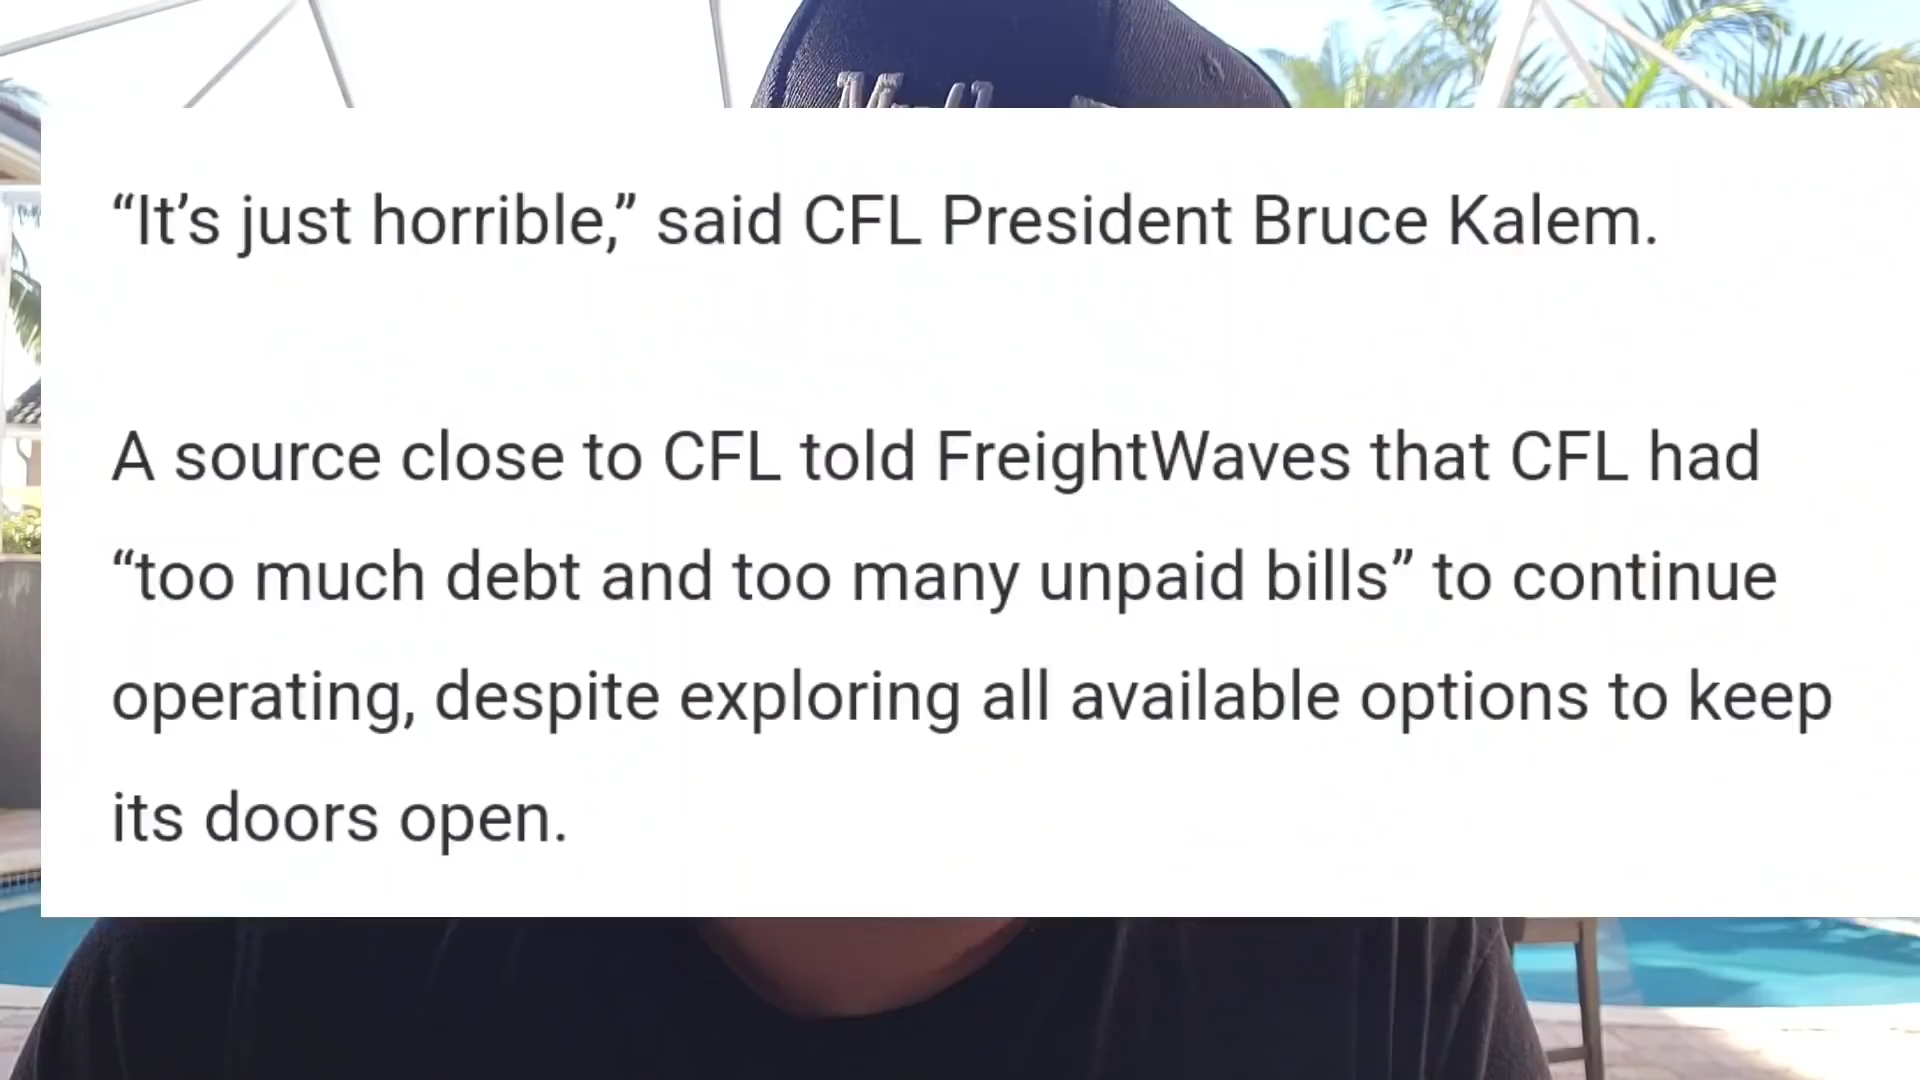 “It’s just horrible,” said CFL President Bruce Kalem.
A source close to CFL told FreightWaves that CFL had
“too much debt and too many unpaid bills” to continue
operating, despite exploring all available options to keep
its doors open.